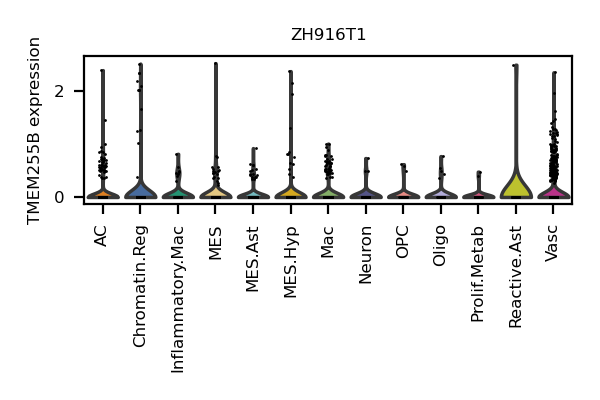 ZH916T1
TMEM255B expression
2
0
AC
Chromatin.Reg
Inflammatory.Mac
MES
MES.Ast
MES.Hyp
Mac
Neuron
OPC
Oligo
Prolif.Metab
Reactive.Ast
Vasc